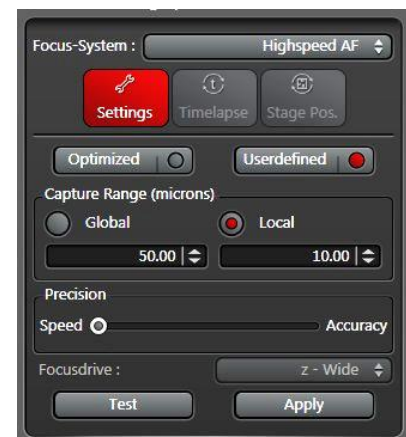 Focus-System : Highspeed AF
Settings Timelapse Stage Pos.
Optimized Userdefined
Capture Range (microns)
Global Local
50.00 10.00
Precision
Speed Accuracy
Focusdrive : z - Wide
Test Apply